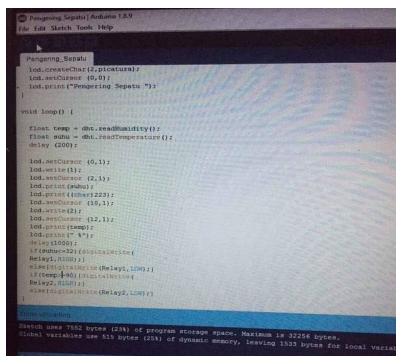 Pengering_Sepatu | Arduino 1.8.9
File Edit Sketch Tools Help
Pengering_Sepatu
lcd.createChar(2,picatura);
lcd.setCursor (0,0);
lcd.print("Pengering Sepatu ");
}
void loop() {
float temp = dht.readHumidity();
float suhu = dht.readTemperature();
delay (200);
lcd.setCursor (0,1);
lcd.write(1);
lcd.setCursor (2,1);
lcd.print(suhu);
lcd.print((char)223);
lcd.setCursor (10,1);
lcd.write(2);
lcd.setCursor (12,1);
lcd.print(temp);
lcd.print(" %");
delay(1000);
if(suhu<=32){digitalWrite(
Relay1,HIGH);}
else{digitalWrite(Relay1,LOW);}
{digitalWrite(
Relay2,HIGH);}
else{digitalWrite(Relay2,LOW);}
}
Done uploading.
Sketch uses 7552 bytes (23%) of program storage space. Maximum is 32256 bytes.
Global variables use 515 bytes (25%) of dynamic memory, leaving 1533 bytes for local